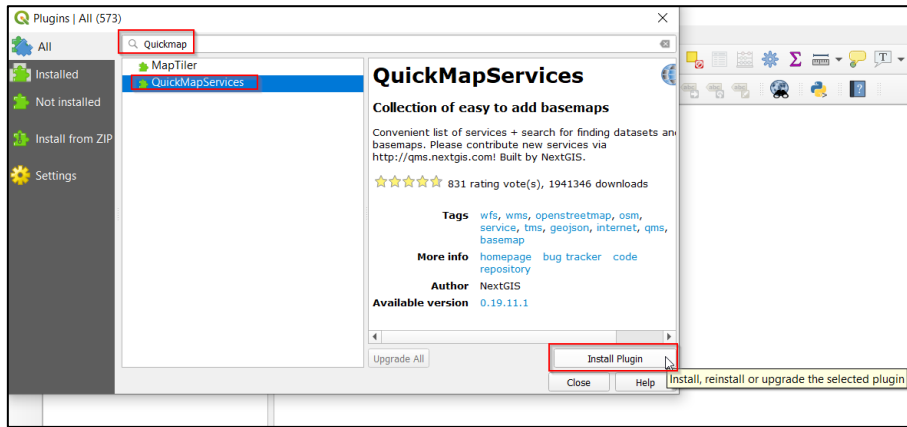 Plugins | All (573)
All
Installed
Not installed
Install from ZIP
Settings
Quickmap
MapTiler
QuickMapServices
QuickMapServices
Collection of easy to add basemaps
Convenient list of services + search for finding datasets an
basemaps. Please contribute new services via
http://qms.nextgis.com! Built by NextGIS.
831 rating vote(s), 1941346 downloads
Tags wfs, wms, openstreetmap, osm,
service, tms, geojson, internet, qms,
basemap
More info homepage bug tracker code
repository
Author NextGIS
Available version 0.19.11.1
Upgrade All Install Plugin
Close Help
Install, reinstall or upgrade the selected plugin